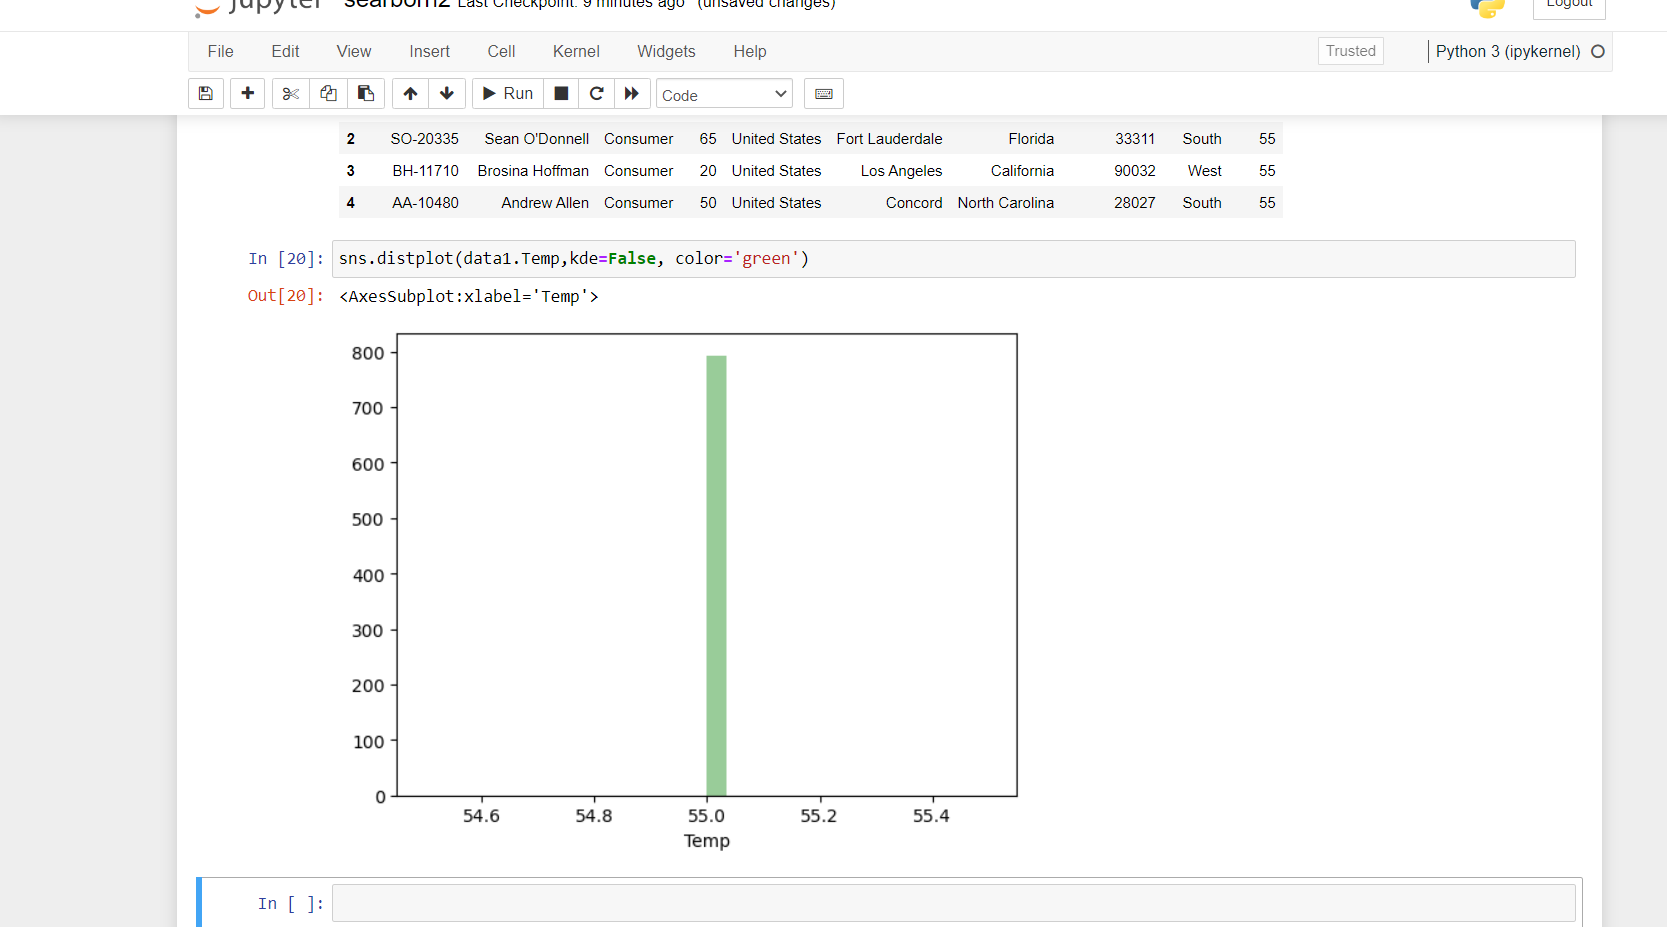 jupyter searborn2 Last Checkpoint: 9 minutes ago (unsaved changes) Logout
File Edit View Insert Cell Kernel Widgets Help Trusted Python 3 (ipykernel)
Run Code
2 SO-20335 Sean O'Donnell Consumer 65 United States Fort Lauderdale Florida 33311 South 55
3 BH-11710 Brosina Hoffman Consumer 20 United States Los Angeles California 90032 West 55
4 AA-10480 Andrew Allen Consumer 50 United States Concord North Carolina 28027 South 55
In [20]: sns.distplot(data1.Temp,kde=False, color='green')
Out[20]: <AxesSubplot:xlabel='Temp'>
800
700
600
500
400
300
200
100
0
54.6 54.8 55.0 55.2 55.4
Temp
In [ ]: